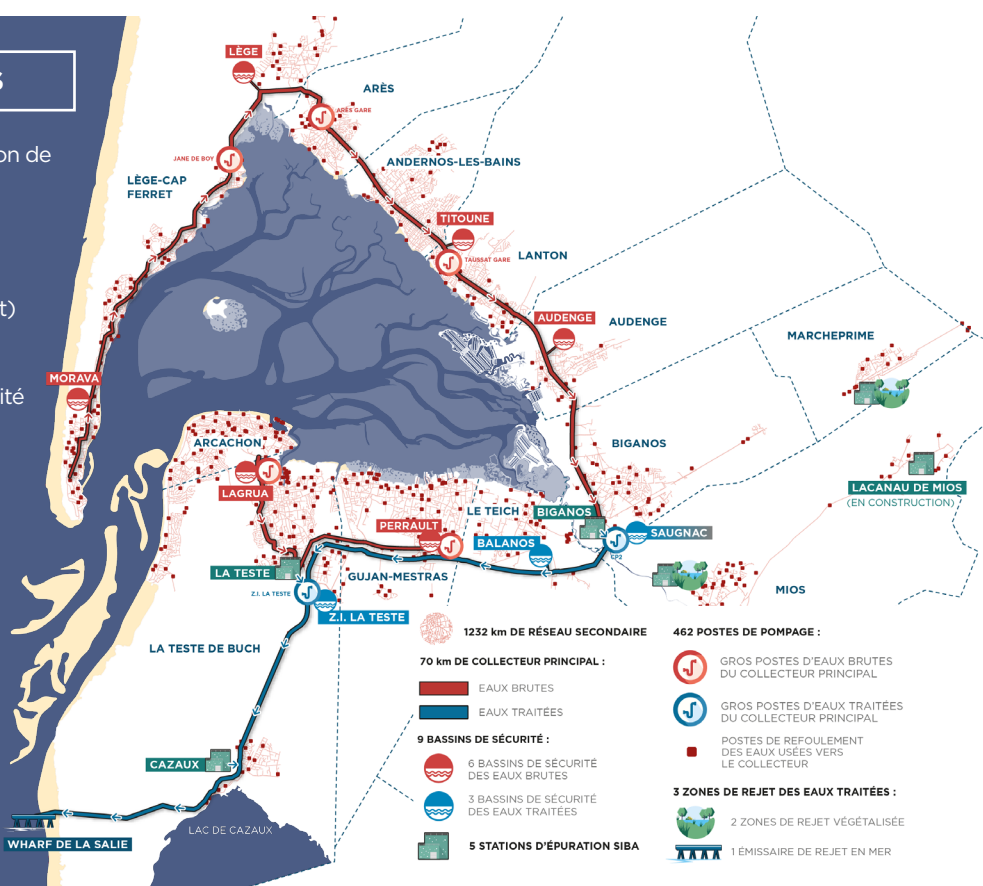 S
on de
t)
ité
LÈGE
ARÈS
ARÈS GARE
JANE DE BOY
ANDERNOS-LES-BAINS
LÈGE-CAP
FERRET
TITOUNE
TAUSSAT GARE
LANTON
AUDENGE
AUDENGE
MARCHEPRIME
MORAVA
ARCACHON
BIGANOS
LAGRUA
LACANAU DE MIOS
(EN CONSTRUCTION)
LE TEICH
BIGANOS
PERRAULT
BALANOS
SAUGNAC
EP2
LA TESTE
GUJAN-MESTRAS
MIOS
Z.I. LA TESTE
Z.I. LA TESTE
LA TESTE DE BUCH
CAZAUX
LAC DE CAZAUX
WHARF DE LA SALIE
1232 km DE RÉSEAU SECONDAIRE
70 km DE COLLECTEUR PRINCIPAL :
EAUX BRUTES
EAUX TRAITÉES
9 BASSINS DE SÉCURITÉ :
6 BASSINS DE SÉCURITÉ
DES EAUX BRUTES
3 BASSINS DE SÉCURITÉ
DES EAUX TRAITÉES
5 STATIONS D'ÉPURATION SIBA
462 POSTES DE POMPAGE :
GROS POSTES D'EAUX BRUTES
DU COLLECTEUR PRINCIPAL
GROS POSTES D'EAUX TRAITÉES
DU COLLECTEUR PRINCIPAL
POSTES DE REFOULEMENT
DES EAUX USÉES VERS
LE COLLECTEUR
3 ZONES DE REJET DES EAUX TRAITÉES :
2 ZONES DE REJET VÉGÉTALISÉE
1 ÉMISSAIRE DE REJET EN MER